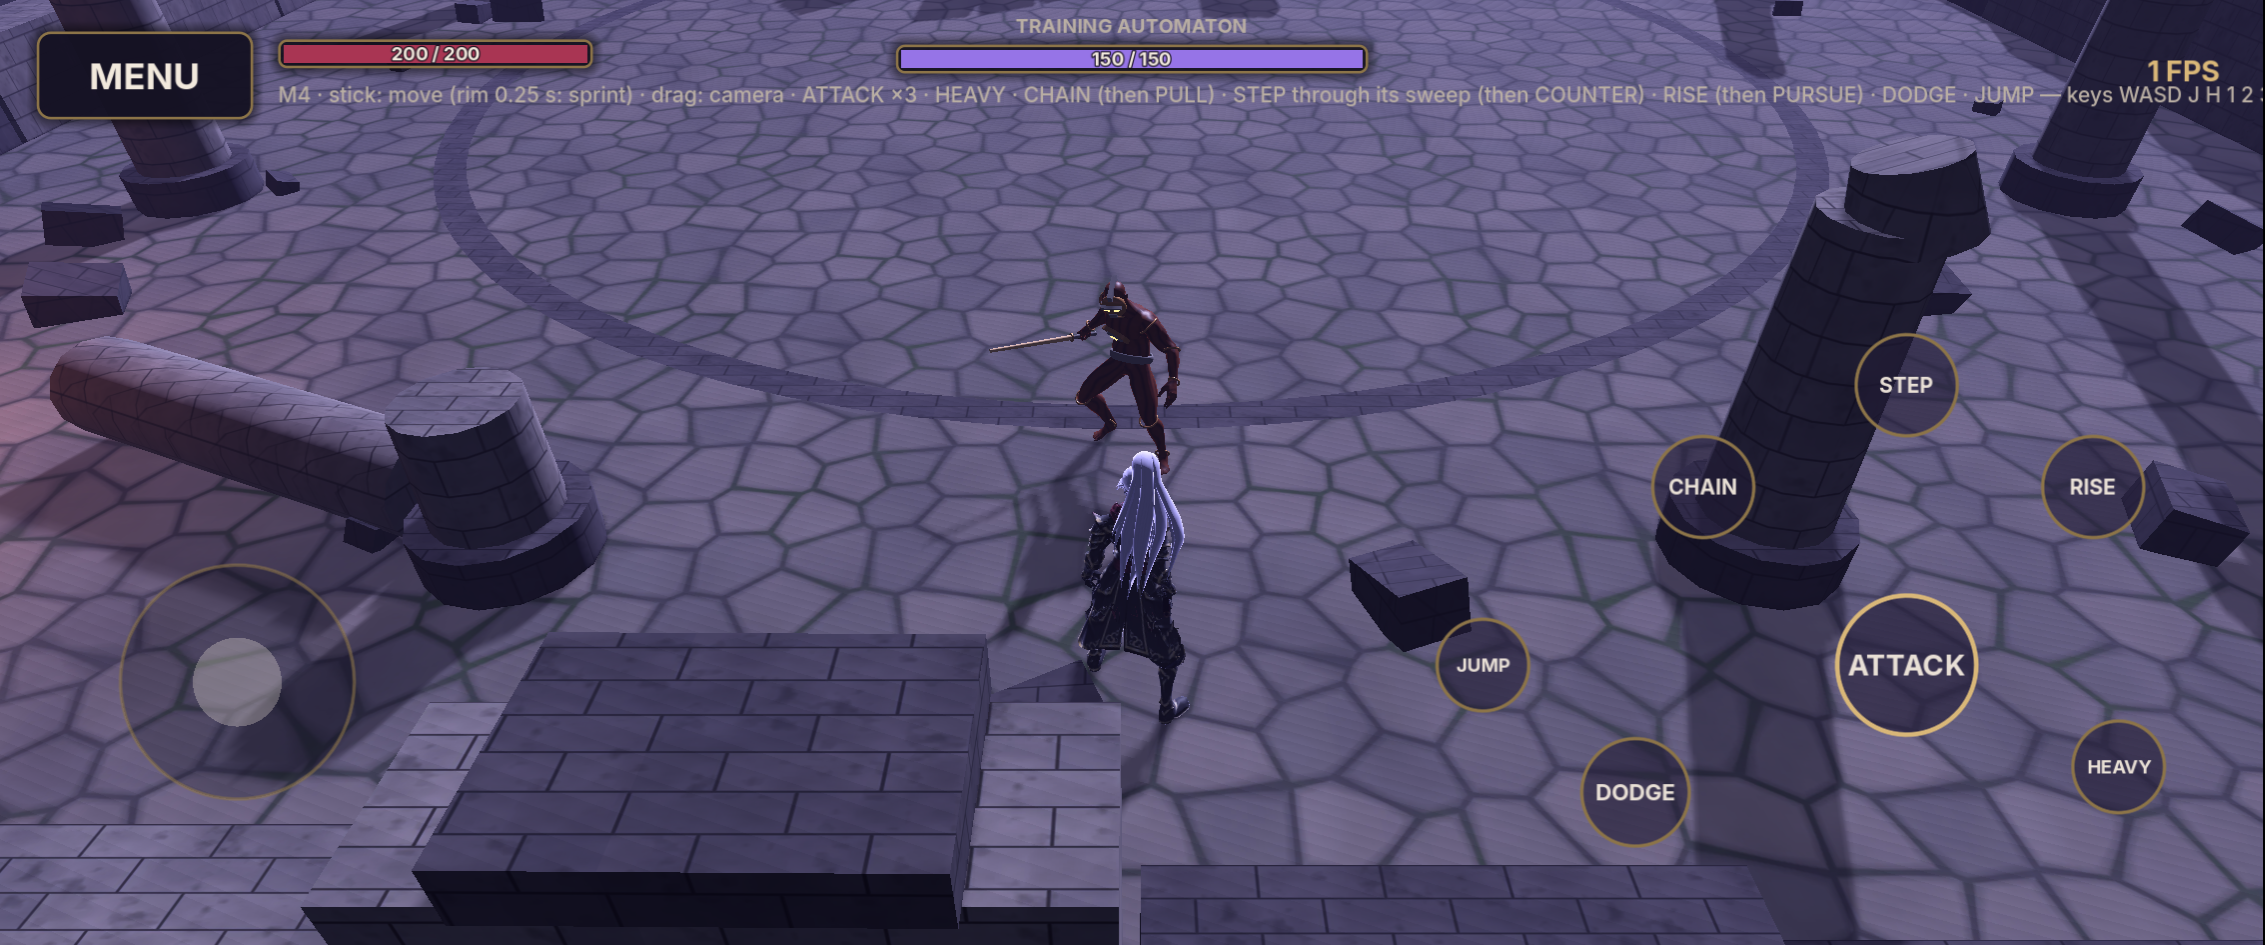 TRAINING AUTOMATON
MENU
200 / 200
150 / 150
1 FPS
M4 · stick: move (rim 0.25 s: sprint) · drag: camera · ATTACK ×3 · HEAVY · CHAIN (then PULL) · STEP through its sweep (then COUNTER) · RISE (then PURSUE) · DODGE · JUMP — keys WASD J H 1 2
STEP
CHAIN
RISE
JUMP
ATTACK
HEAVY
DODGE